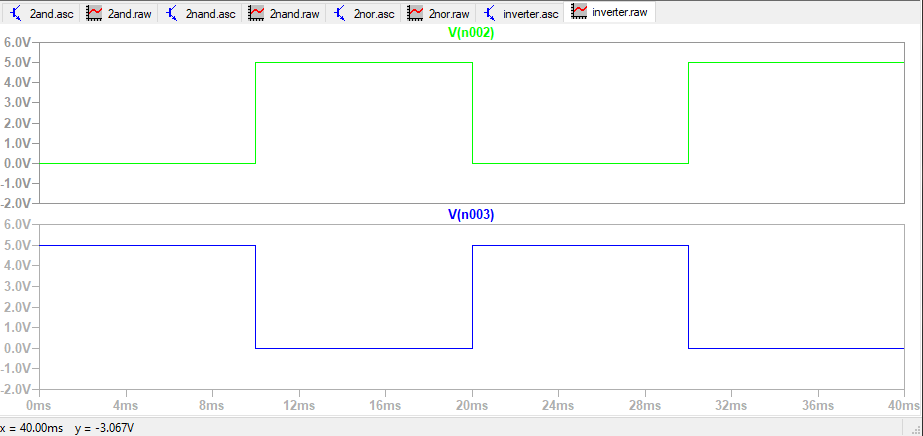 2and.asc 2and.raw 2nand.asc 2nand.raw 2nor.asc 2nor.raw inverter.asc inverter.raw
V(n002)
6.0V
5.0V
4.0V
3.0V
2.0V
1.0V
0.0V
-1.0V
-2.0V
V(n003)
6.0V
5.0V
4.0V
3.0V
2.0V
1.0V
0.0V
-1.0V
-2.0V
0ms 4ms 8ms 12ms 16ms 20ms 24ms 28ms 32ms 36ms 40ms
x = 40.00ms y = -3.067V